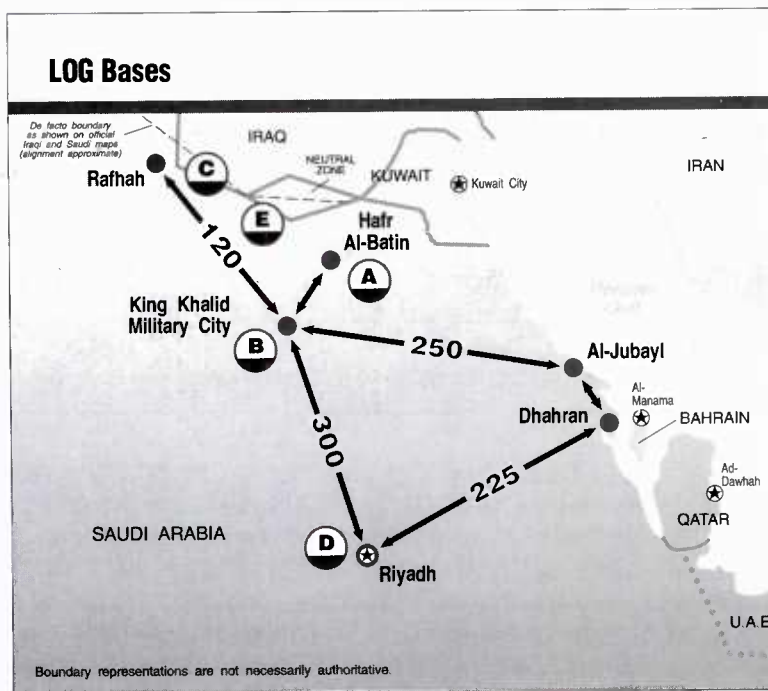 LOG Bases
De facto boundary
as shown on official
Iraqi and Saudi maps
(alignment approximate)
IRAQ
NEUTRAL
ZONE
KUWAIT
Kuwait City
IRAN
Rafhah
C
E
Hafr
Al-Batin
A
120
King Khalid
Military City
B
250
Al-Jubayl
Al-
Manama
Dhahran
BAHRAIN
300
225
Ad-
Dawhah
QATAR
SAUDI ARABIA
D
Riyadh
U.A.E
Boundary representations are not necessarily authoritative.